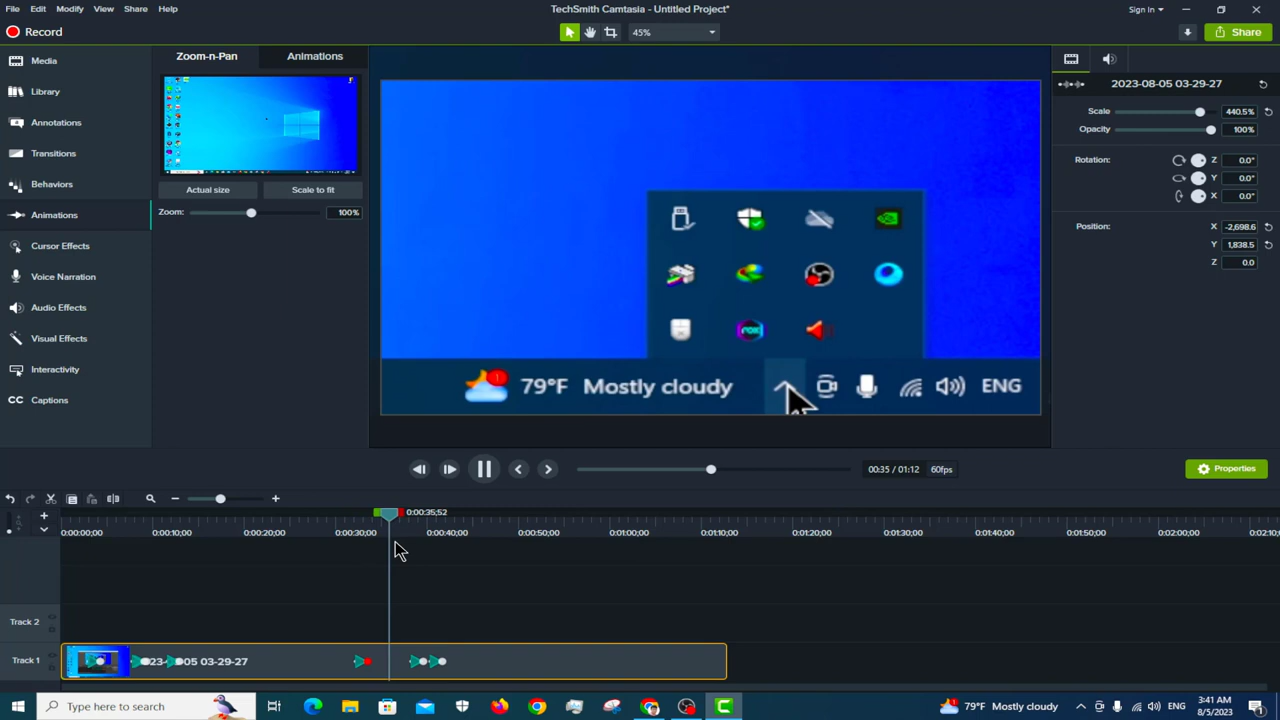 File Edit Modify View Share Help
TechSmith Camtasia - Untitled Project*
Sign in
Record
45%
Share
Media
Library
Annotations
Transitions
Behaviors
Animations
Cursor Effects
Voice Narration
Audio Effects
Visual Effects
Interactivity
Captions
Zoom-n-Pan Animations
Actual size Scale to fit
Zoom: 100%
79°F Mostly cloudy ENG
2023-08-05 03-29-27
Scale 440.5%
Opacity 100%
Rotation: Z 0.0°
Y 0.0°
X 0.0°
Position: X -2,698.6
Y 1,838.5
Z 0.0
00:35 / 01:12 60fps
Properties
0:00:35;52
0:00:00;00 0:00:10;00 0:00:20;00 0:00:30;00 0:00:40;00 0:00:50;00 0:01:00;00 0:01:10;00 0:01:20;00 0:01:30;00 0:01:40;00 0:01:50;00 0:02:00;00
Track 2
Track 1
23-08-05 03-29-27
Type here to search
79°F Mostly cloudy
ENG
3:41 AM
8/5/2023